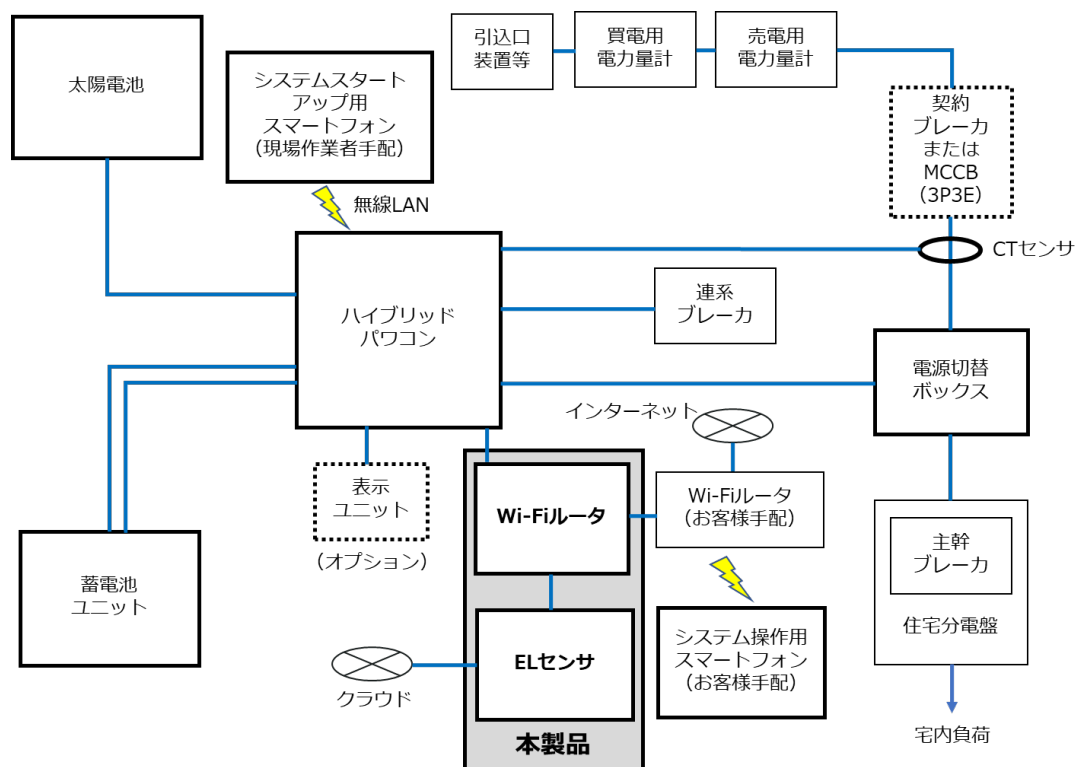 太陽電池
システムスタート
アップ用
スマートフォン
（現場作業者手配）
無線LAN
引込口
装置等
買電用
電力量計
売電用
電力量計
契約
ブレーカ
または
MCCB
（3P3E）
CTセンサ
ハイブリッド
パワコン
連系
ブレーカ
電源切替
ボックス
インターネット
表示
ユニット
（オプション）
Wi-Fiルータ
Wi-Fiルータ
（お客様手配）
主幹
ブレーカ
住宅分電盤
宅内負荷
蓄電池
ユニット
クラウド
ELセンサ
システム操作用
スマートフォン
（お客様手配）
本製品